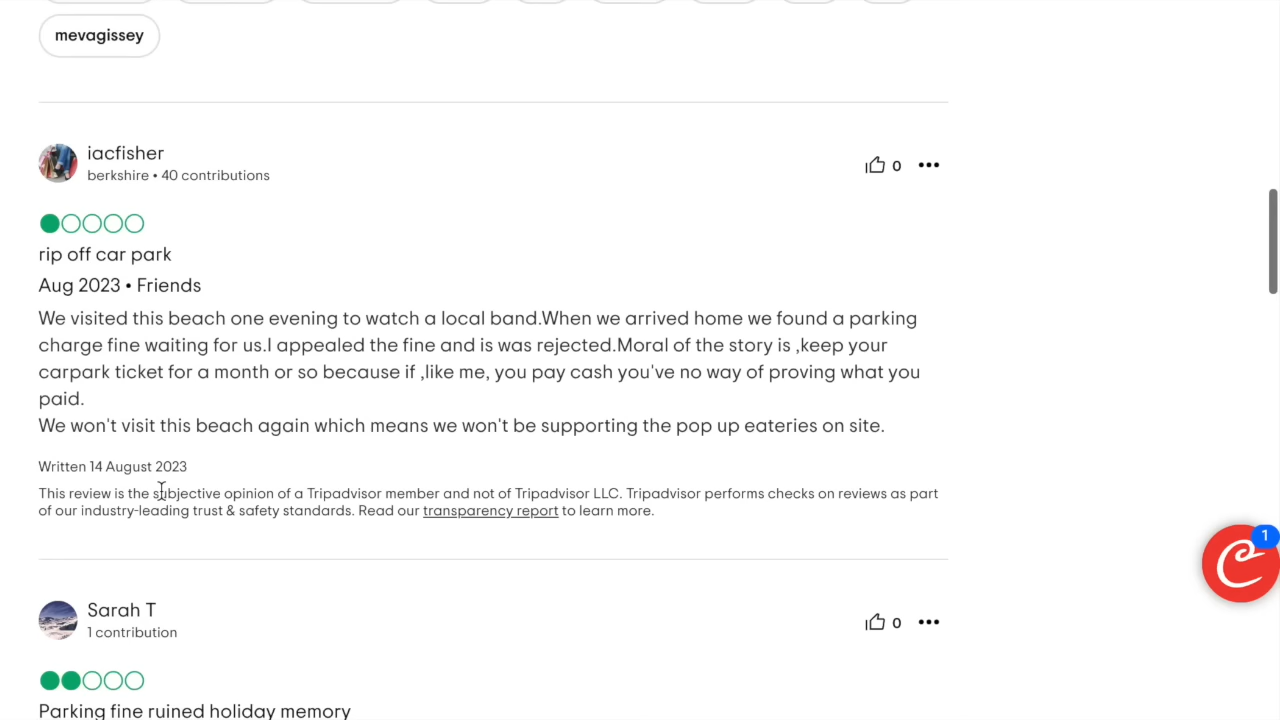 mevagissey
iacfisher
berkshire • 40 contributions
0
rip off car park
Aug 2023 • Friends
We visited this beach one evening to watch a local band.When we arrived home we found a parking
charge fine waiting for us.I appealed the fine and is was rejected.Moral of the story is ,keep your
carpark ticket for a month or so because if ,like me, you pay cash you've no way of proving what you
paid.
We won't visit this beach again which means we won't be supporting the pop up eateries on site.
Written 14 August 2023
This review is the subjective opinion of a Tripadvisor member and not of Tripadvisor LLC. Tripadvisor performs checks on reviews as part
of our industry-leading trust & safety standards. Read our transparency report to learn more.
1
Sarah T
1 contribution
0
Parking fine ruined holiday memory